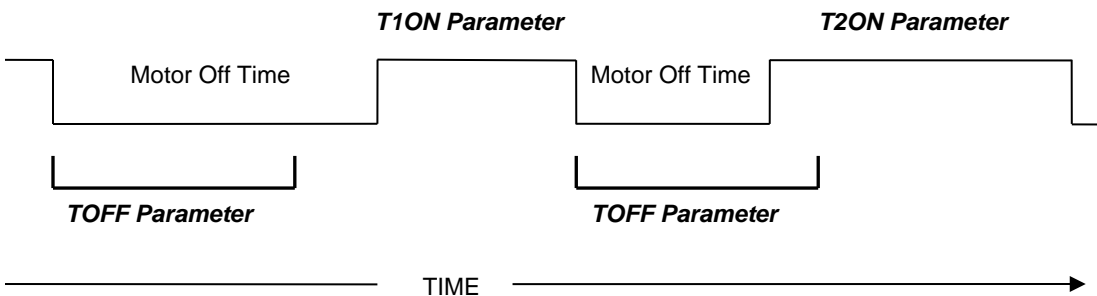 T1ON Parameter
T2ON Parameter
Motor Off Time
Motor Off Time
TOFF Parameter
TOFF Parameter
TIME